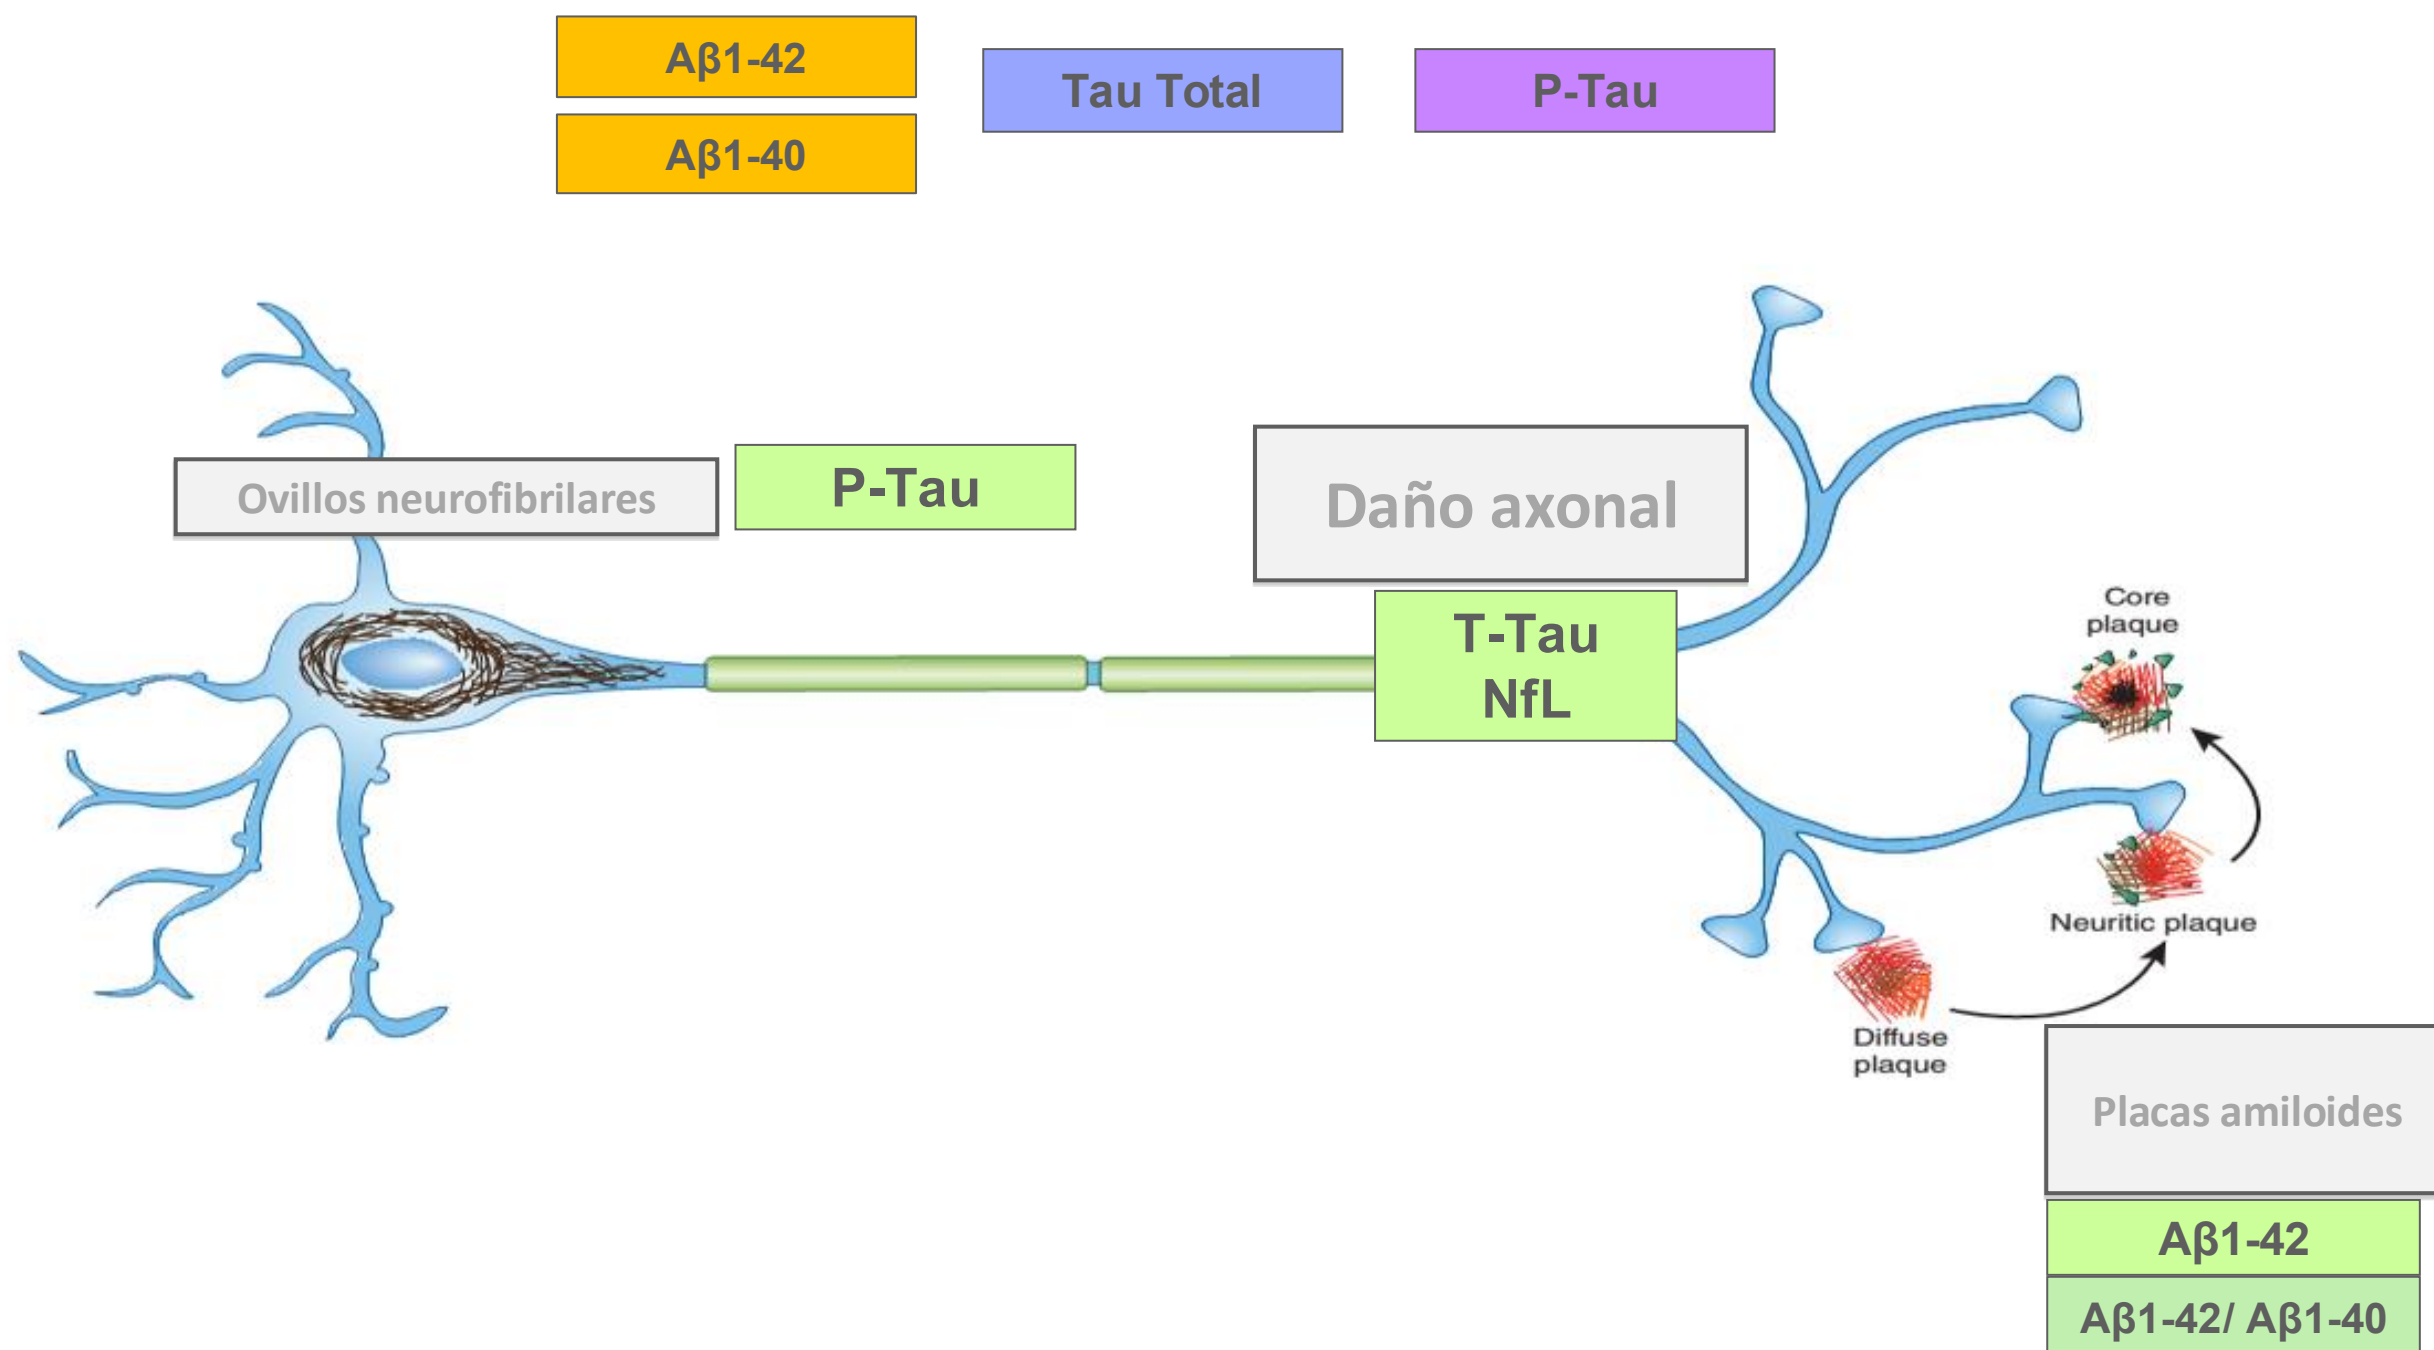 Aβ1-42
Aβ1-40
Tau Total
P-Tau
Ovillos neurofibrilares
P-Tau
Daño axonal
T-Tau
NfL
Core
plaque
Neuritic plaque
Diffuse
plaque
Placas amiloides
Aβ1-42
Aβ1-42/ Aβ1-40